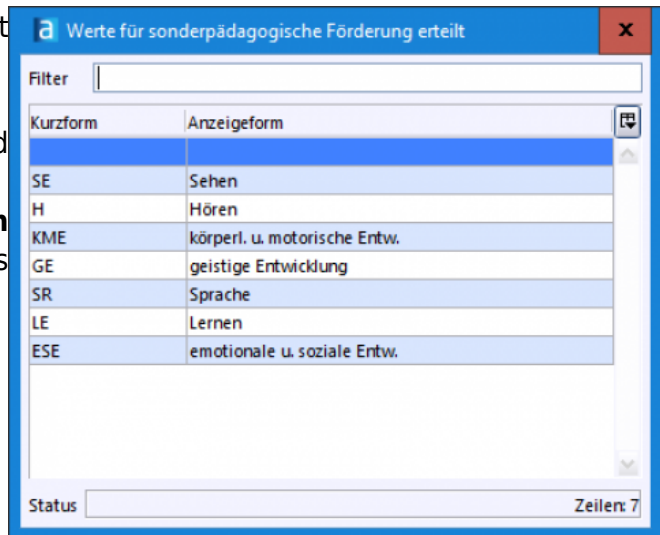 t
a Werte für sonderpädagogische Förderung erteilt x
Filter
d
Kurzform Anzeigeform
SE Sehen
H Hören
n
KME körperl. u. motorische Entw.
s
GE geistige Entwicklung
SR Sprache
LE Lernen
ESE emotionale u. soziale Entw.
Status Zeilen: 7